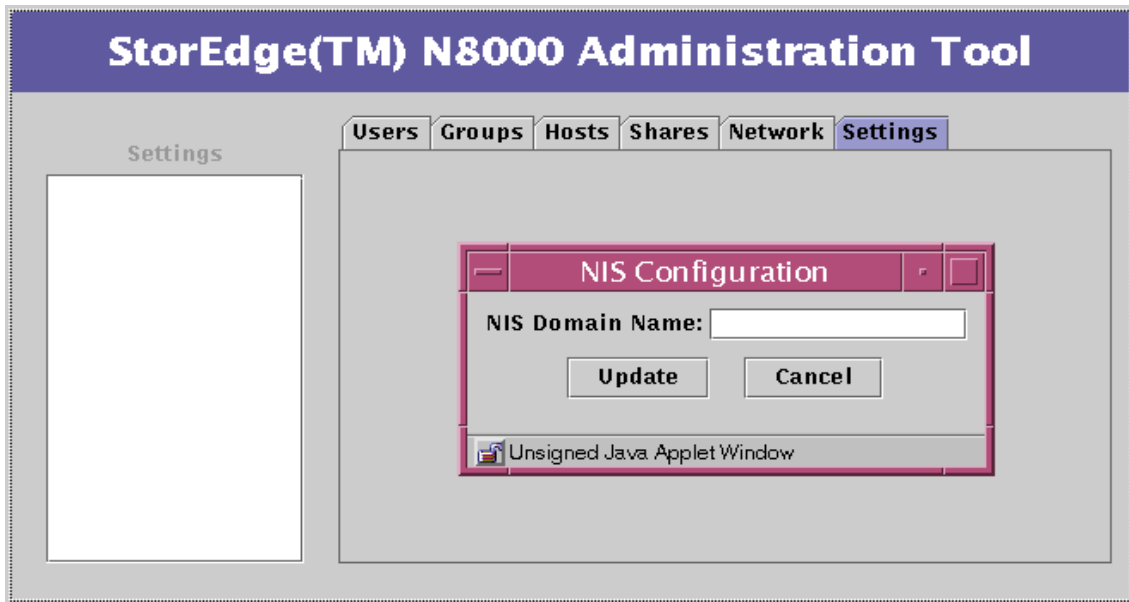 StorEdge(TM) N8000 Administration Tool
Users Groups Hosts Shares Network Settings
Settings
NIS Configuration
NIS Domain Name:
Update Cancel
Unsigned Java Applet Window